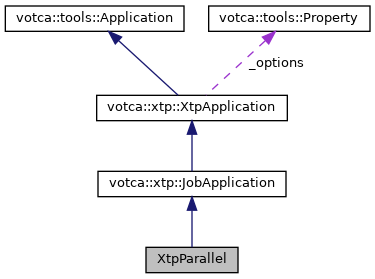 votca::tools::Application
votca::tools::Property
_options
votca::xtp::XtpApplication
votca::xtp::JobApplication
XtpParallel